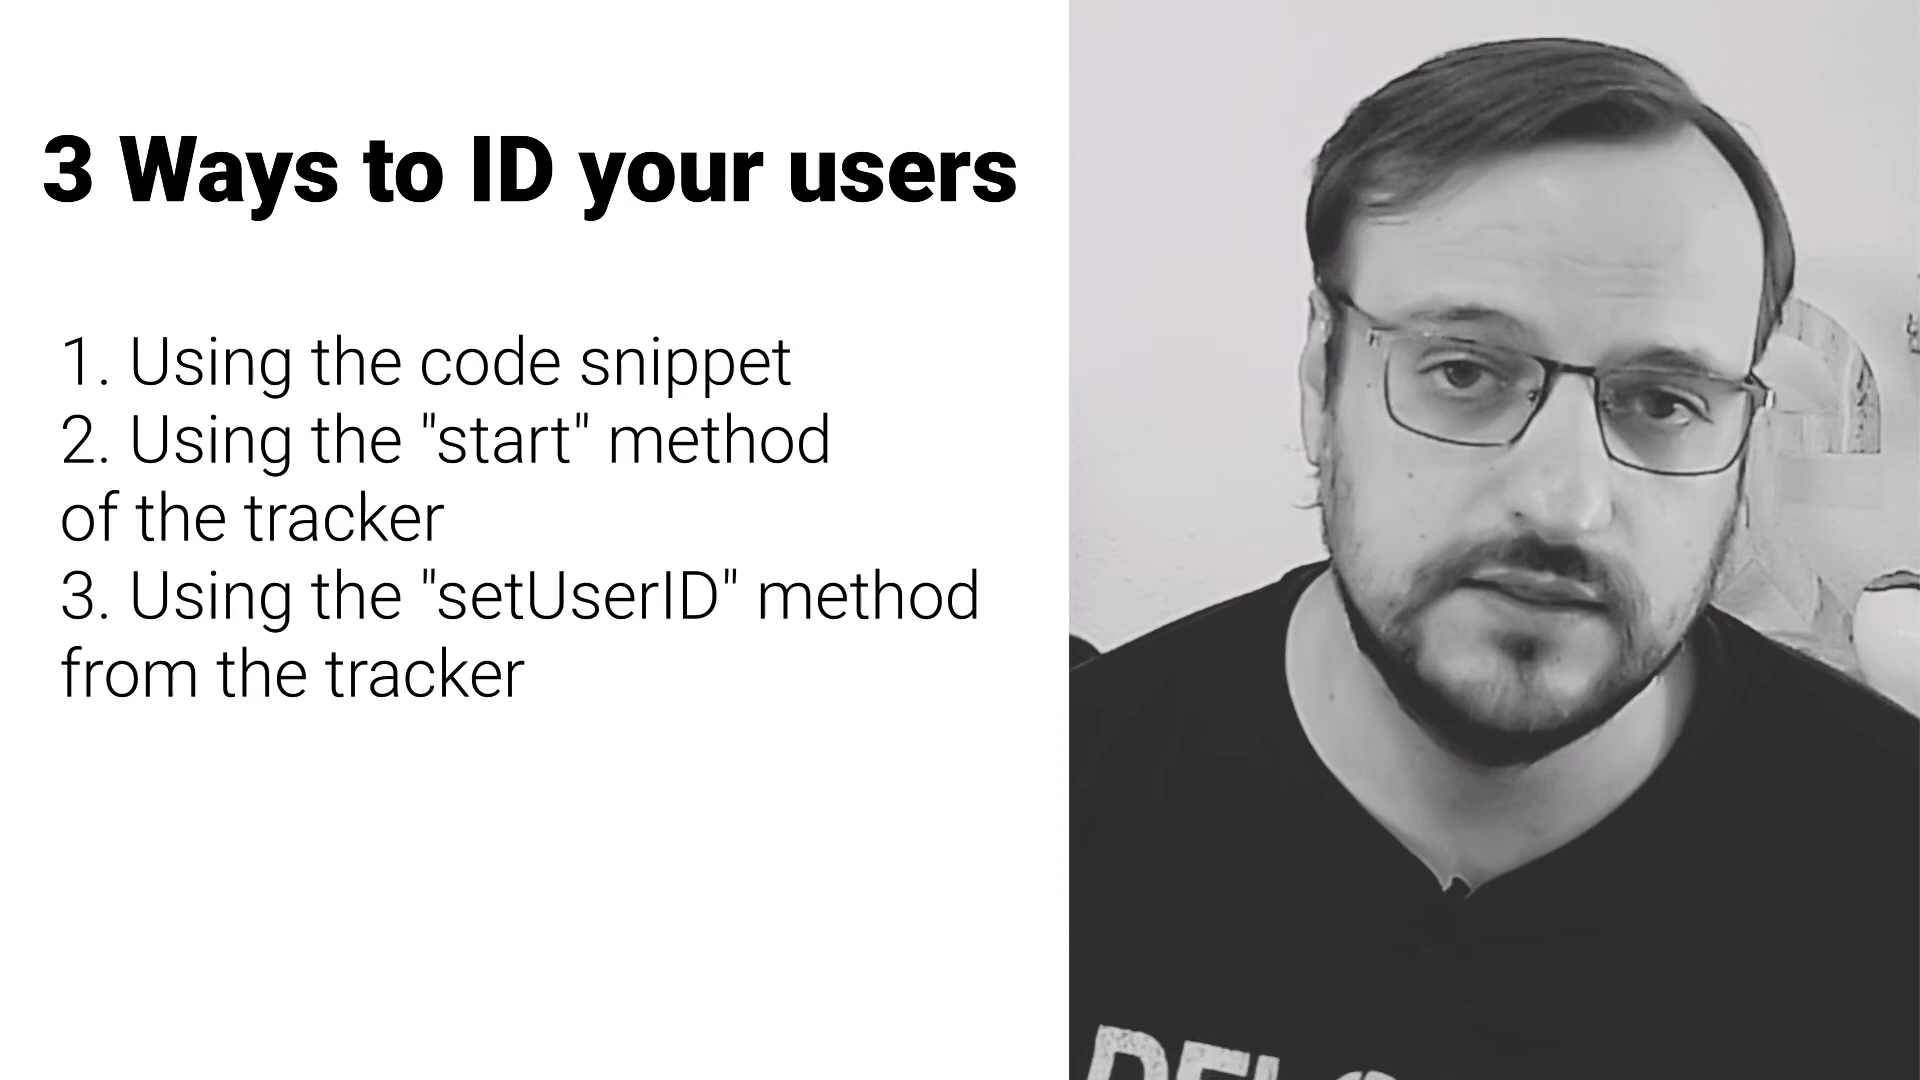 3 Ways to ID your users
1. Using the code snippet
2. Using the "start" method
of the tracker
3. Using the "setUserID" method
from the tracker